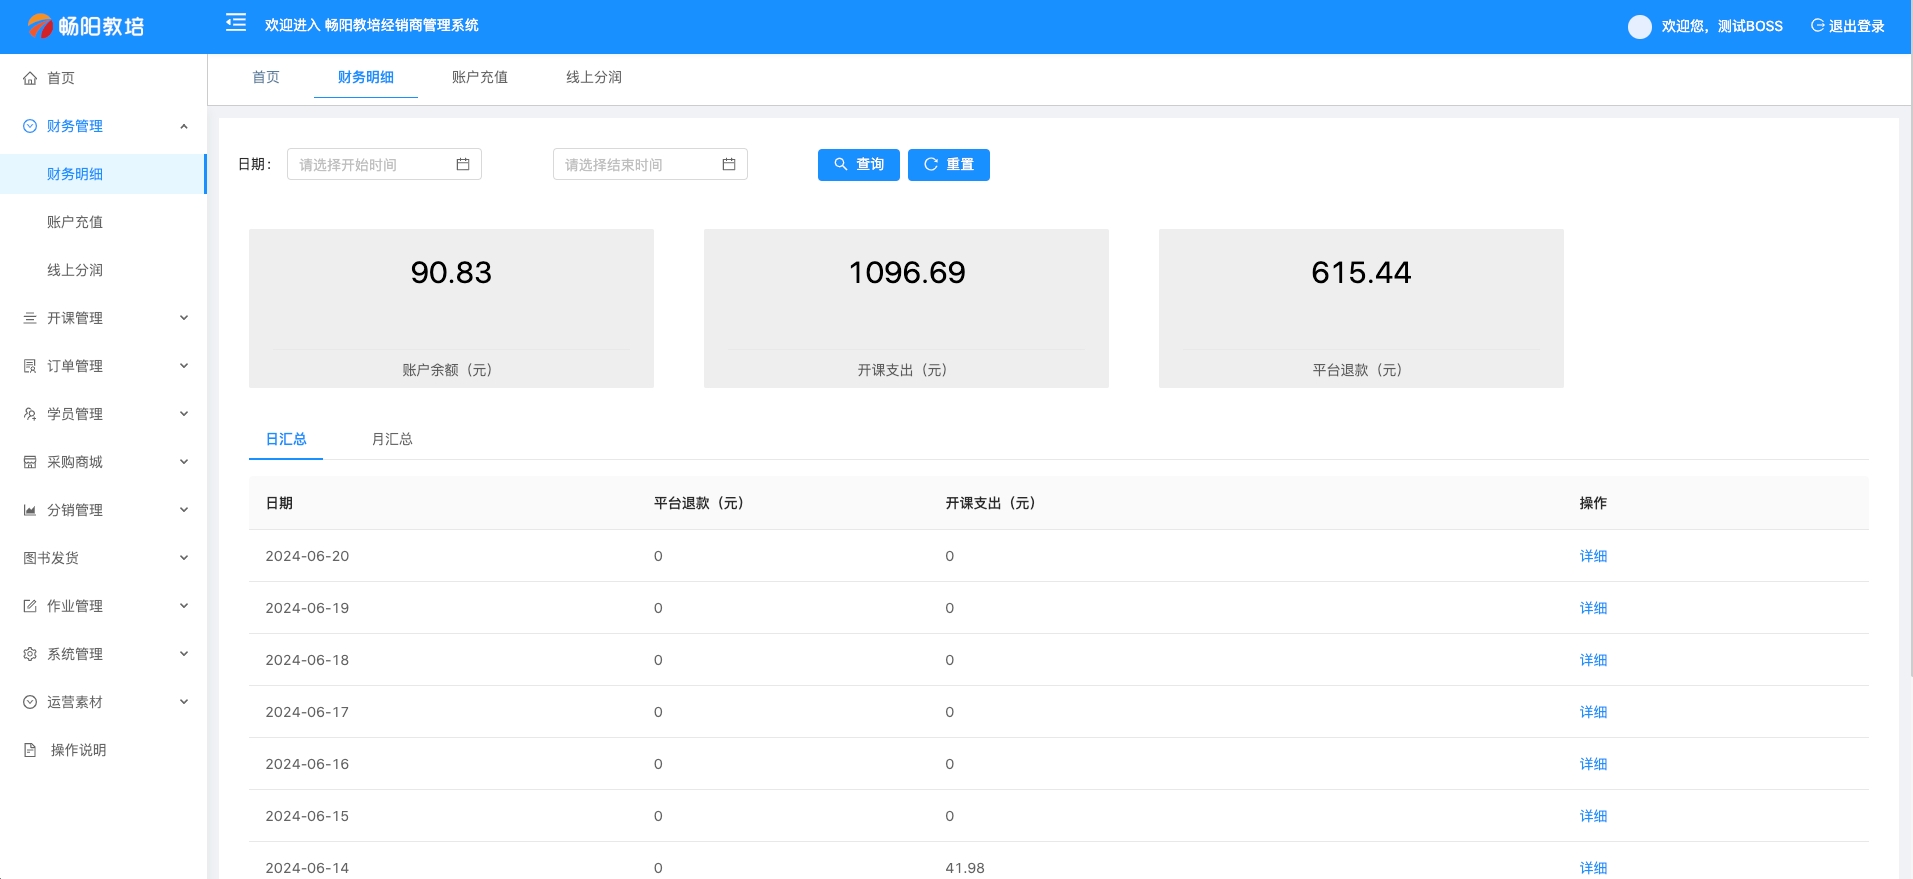 畅阳教培
欢迎进入 畅阳教培经销商管理系统
欢迎您，测试BOSS
退出登录
首页
财务管理
财务明细
账户充值
线上分润
开课管理
订单管理
学员管理
采购商城
分销管理
图书发货
作业管理
系统管理
运营素材
操作说明
首页 财务明细 账户充值 线上分润
日期： 请选择开始时间 请选择结束时间 查询 重置
90.83
账户余额（元）
1096.69
开课支出（元）
615.44
平台退款（元）
日汇总 月汇总
日期 平台退款（元） 开课支出（元） 操作
2024-06-20 0 0 详细
2024-06-19 0 0 详细
2024-06-18 0 0 详细
2024-06-17 0 0 详细
2024-06-16 0 0 详细
2024-06-15 0 0 详细
2024-06-14 0 41.98 详细